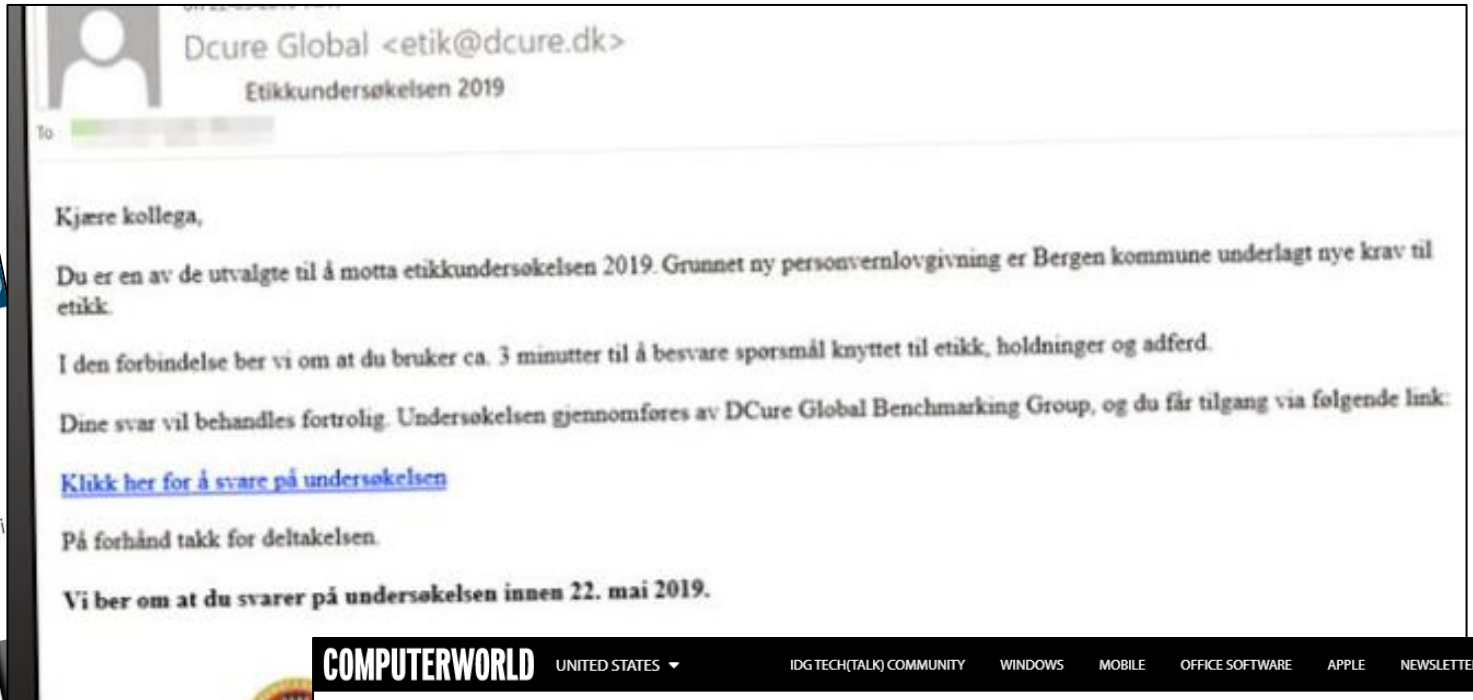 Dcure Global <etik@dcure.dk>
Etikkundersøkelsen 2019
To
Kjære kollega,
Du er en av de utvalgte til å motta etikkundersøkelsen 2019. Grunnet ny personvernlovgivning er Bergen kommune underlagt nye krav til
etikk.
I den forbindelse ber vi om at du bruker ca. 3 minutter til å besvare spørsmål knyttet til etikk, holdninger og adferd.
Dine svar vil behandles fortrolig. Undersøkelsen gjennomføres av DCure Global Benchmarking Group, og du får tilgang via følgende link:
Klikk her for å svare på undersøkelsen
På forhånd takk for deltakelsen.
Vi ber om at du svarer på undersøkelsen innen 22. mai 2019.
COMPUTERWORLD UNITED STATES IDG TECH(TALK) COMMUNITY WINDOWS MOBILE OFFICE SOFTWARE APPLE